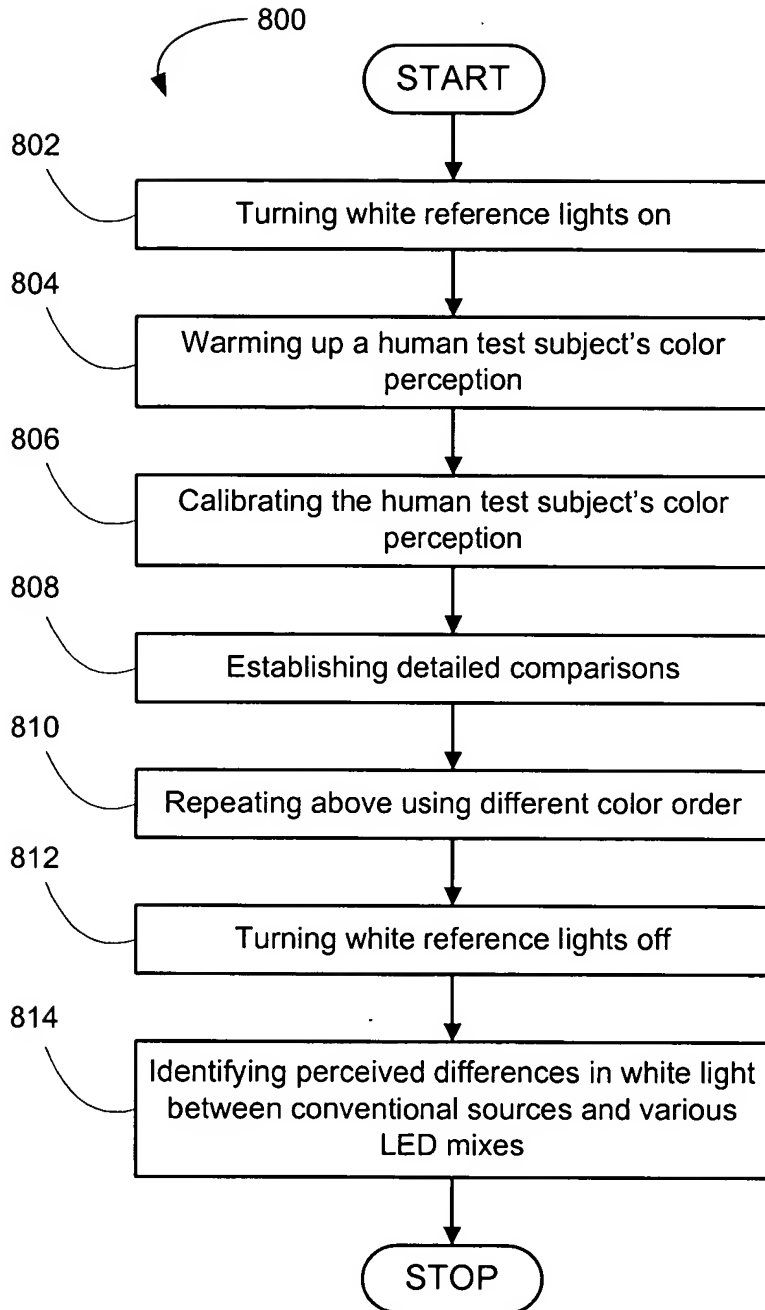 800
START
802
Turning white reference lights on
804
Warming up a human test subject's color
perception
806
Calibrating the human test subject's color
perception
808
Establishing detailed comparisons
810
Repeating above using different color order
812
Turning white reference lights off
814
Identifying perceived differences in white light
between conventional sources and various
LED mixes
STOP